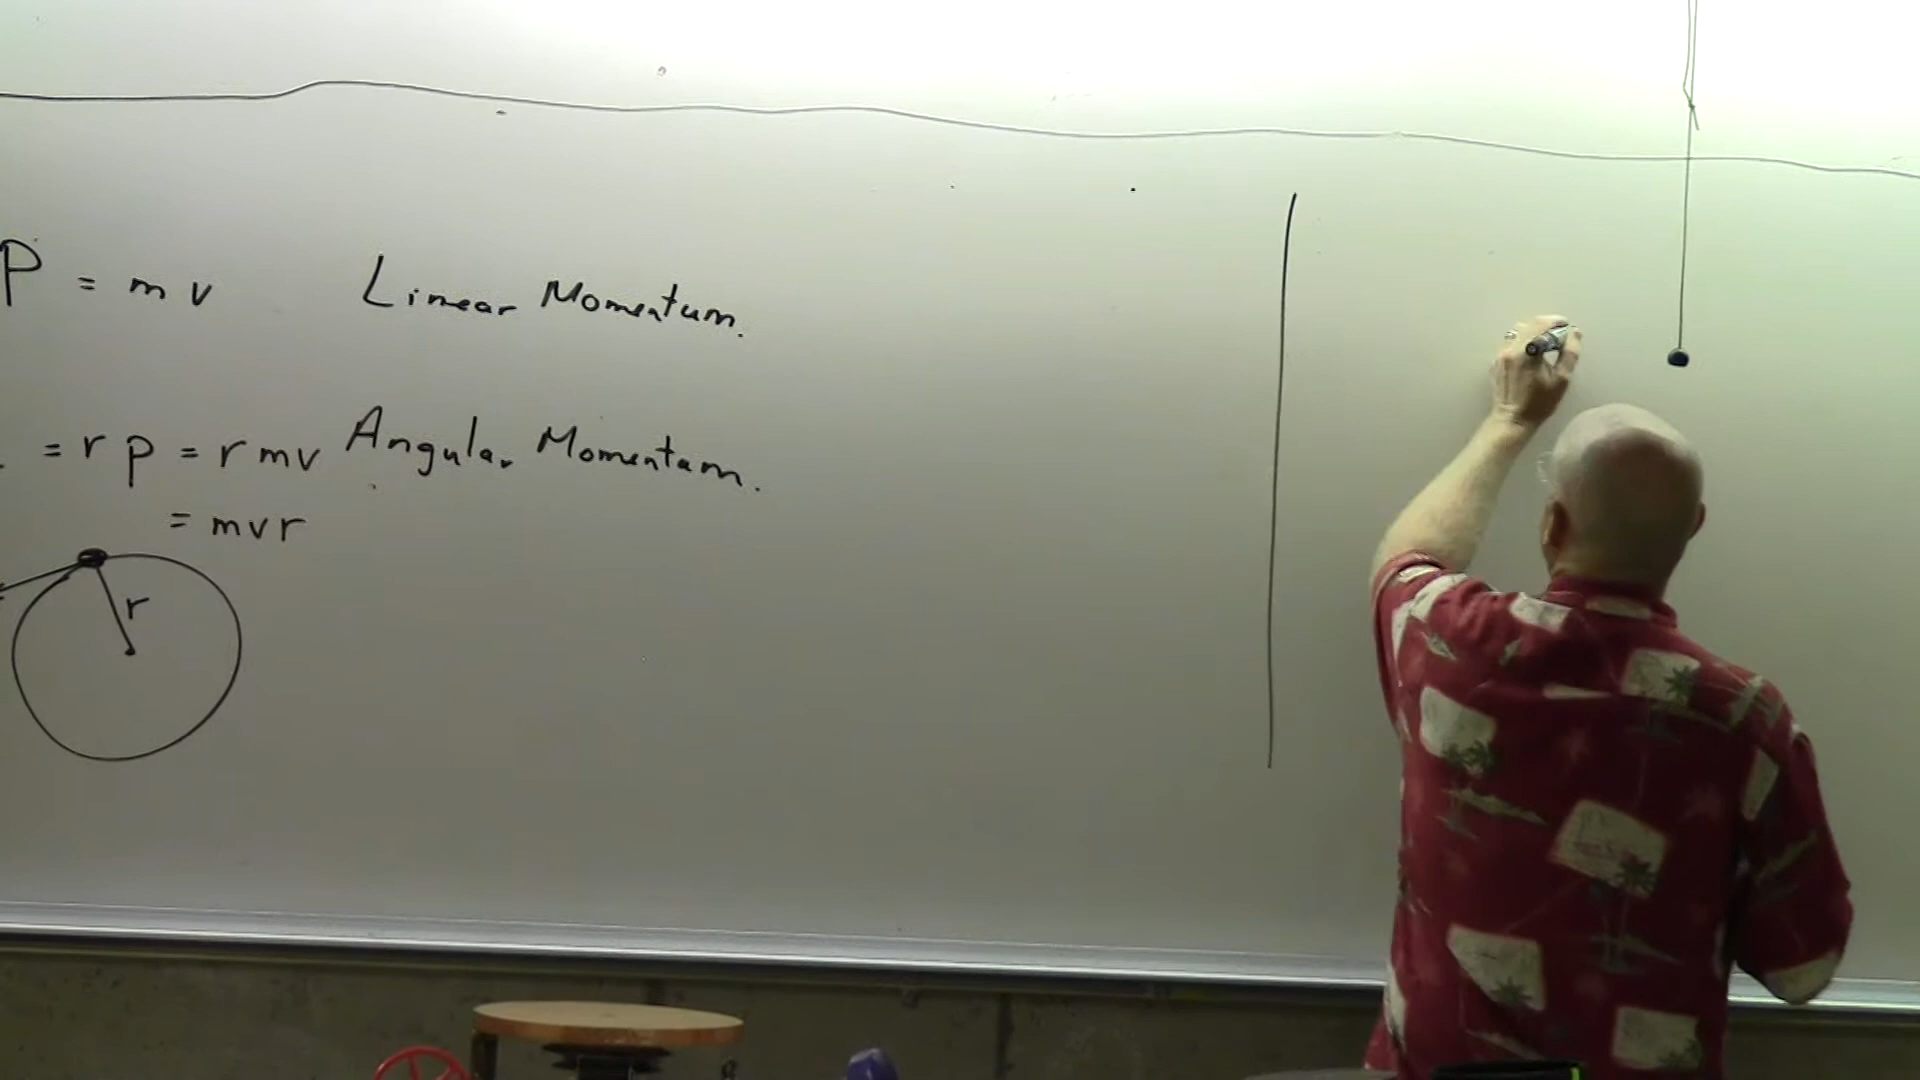 P = m v Linear Momentum.
= r p = r m v Angular Momentum.
= m v r
r